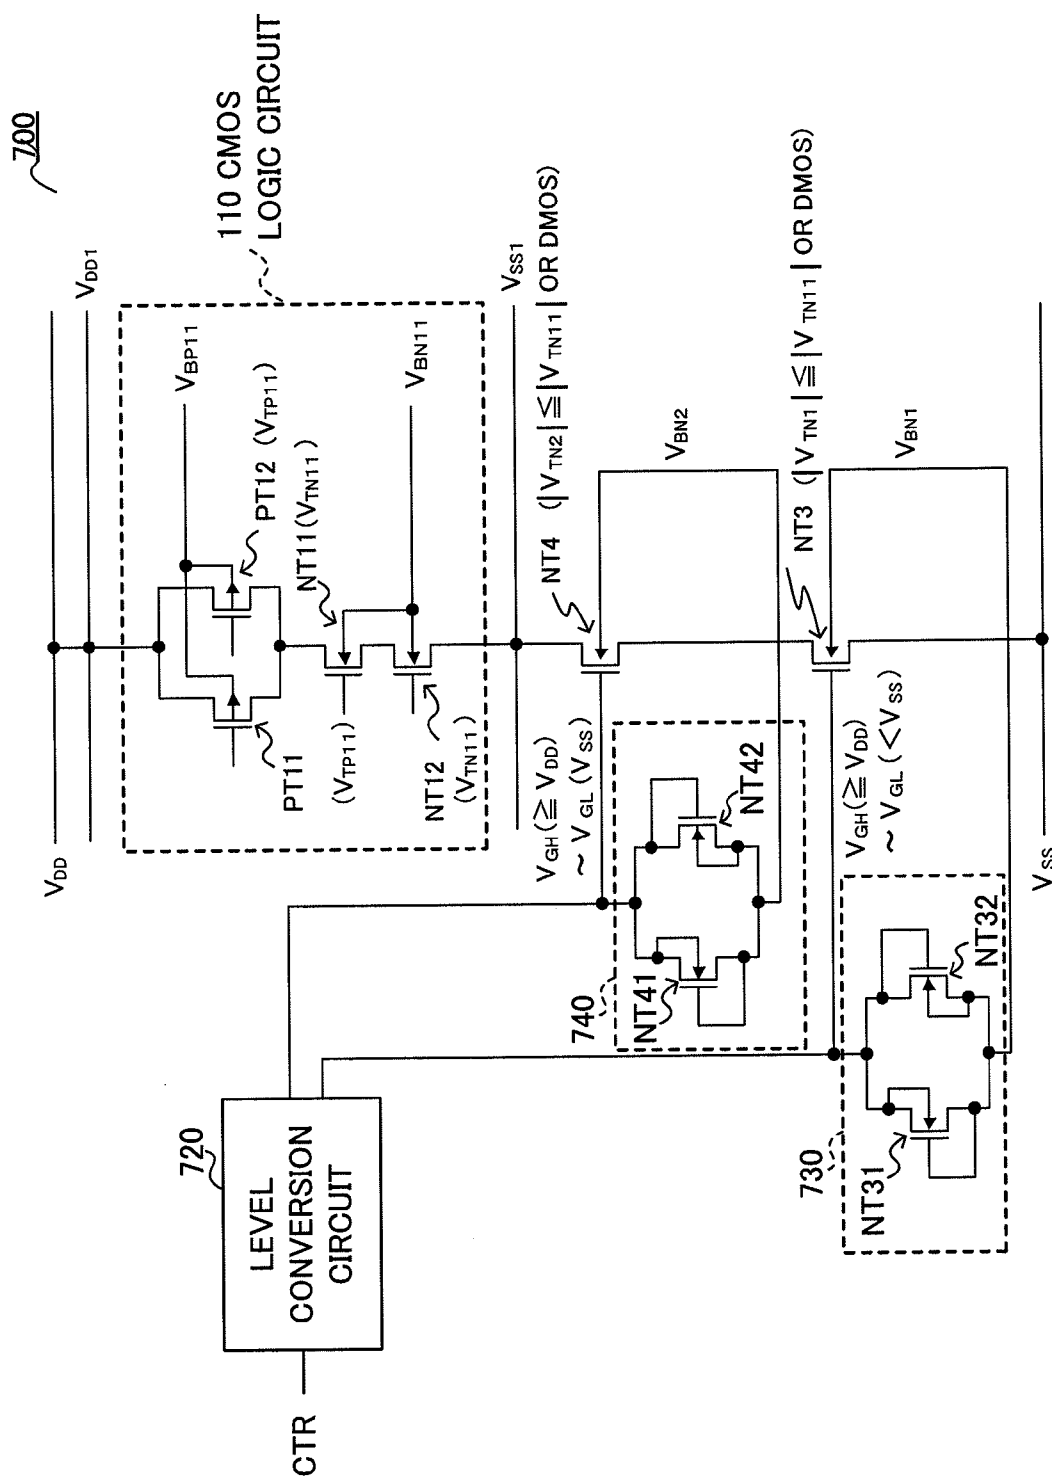 700
110 CMOS
LOGIC CIRCUIT
VDD
VDD1
VBP11
PT11
PT12 (VTP11)
(VTP11)
NT11(VTN11)
NT12
(VTN11)
VBN11
VSS1
CTR
720
LEVEL
CONVERSION
CIRCUIT
VGH(≧VDD)
~ VGL (VSS)
NT4 (|VTN2|≦|VTN11| OR DMOS)
740
NT41
NT42
VBN2
VGH(≧VDD)
~ VGL (<VSS)
NT3 (|VTN1|≦|VTN11| OR DMOS)
730
NT31
NT32
VBN1
VSS